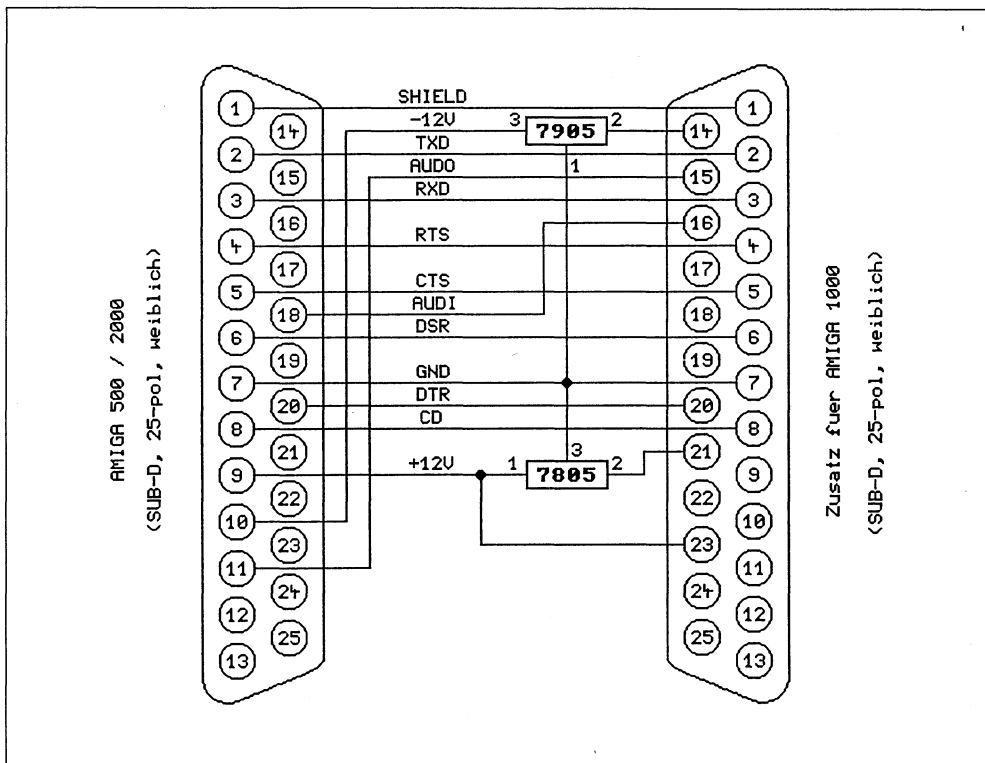 SHIELD
-12V
3 7905 2
TXD
1
AUDO
RXD
RTS
CTS
AUDI
DSR
GND
DTR
CD
3
+12V
1 7805 2
1
14
2
15
3
16
4
17
5
18
6
19
7
20
8
21
9
22
10
23
11
24
12
25
13
14
1
15
2
16
3
17
4
18
5
19
6
20
7
21
8
22
9
23
10
24
11
25
12
13
AMIGA 500 / 2000
(SUB-D, 25-pol, weiblich)
Zusatz fuer AMIGA 1000
(SUB-D, 25-pol, weiblich)